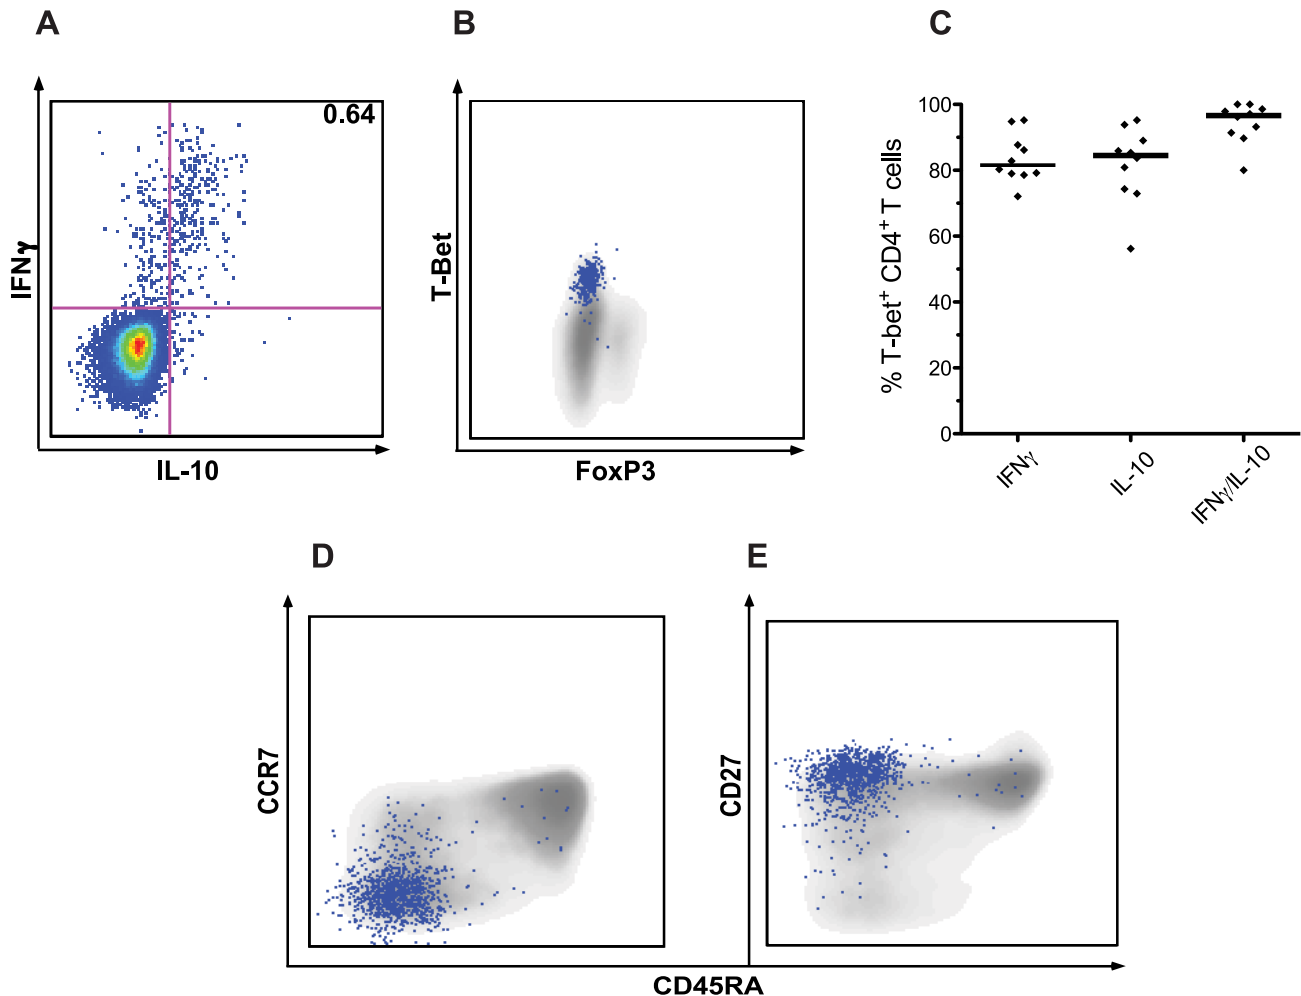 A
B
C
0.64
IFNγ
IL-10
T-Bet
FoxP3
% T-bet⁺ CD4⁺ T cells
100
80
60
40
20
0
IFNγ
IL-10
IFNγ/IL-10
D
E
CCR7
CD27
CD45RA